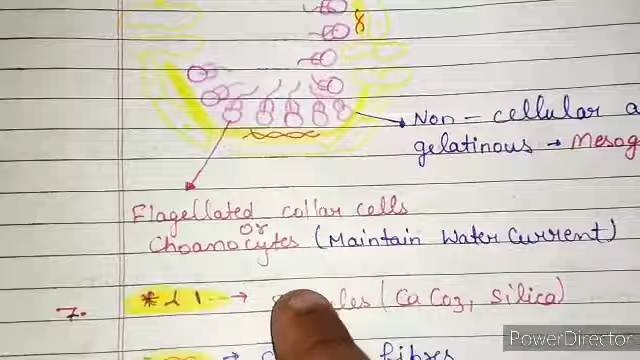 8
Non - cellular a
gelatinous → Mesog
Flagellated collar cells
or
Choanocytes (Maintain Water Current)
7. * → (CaCO3, Silica)
→ fibres
PowerDirector